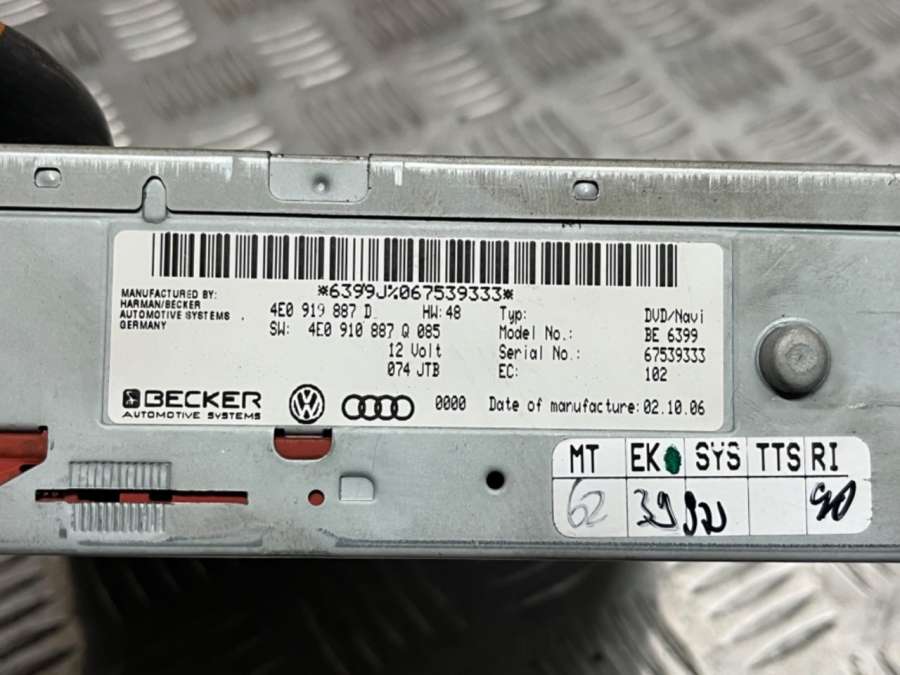 *6399J%067539333*
MANUFACTURED BY:
HARMAN/BECKER
AUTOMOTIVE SYSTEMS
GERMANY
4E0 919 887 D HW: 48
SW: 4E0 910 887 Q 085
12 Volt
074 JTB
Typ: DVD/Navi
Model No.: BE 6399
Serial No.: 67539333
EC: 102
BECKER
AUTOMOTIVE SYSTEMS
0000 Date of manufacture: 02.10.06
MT EK SYS TTS RI
62 39